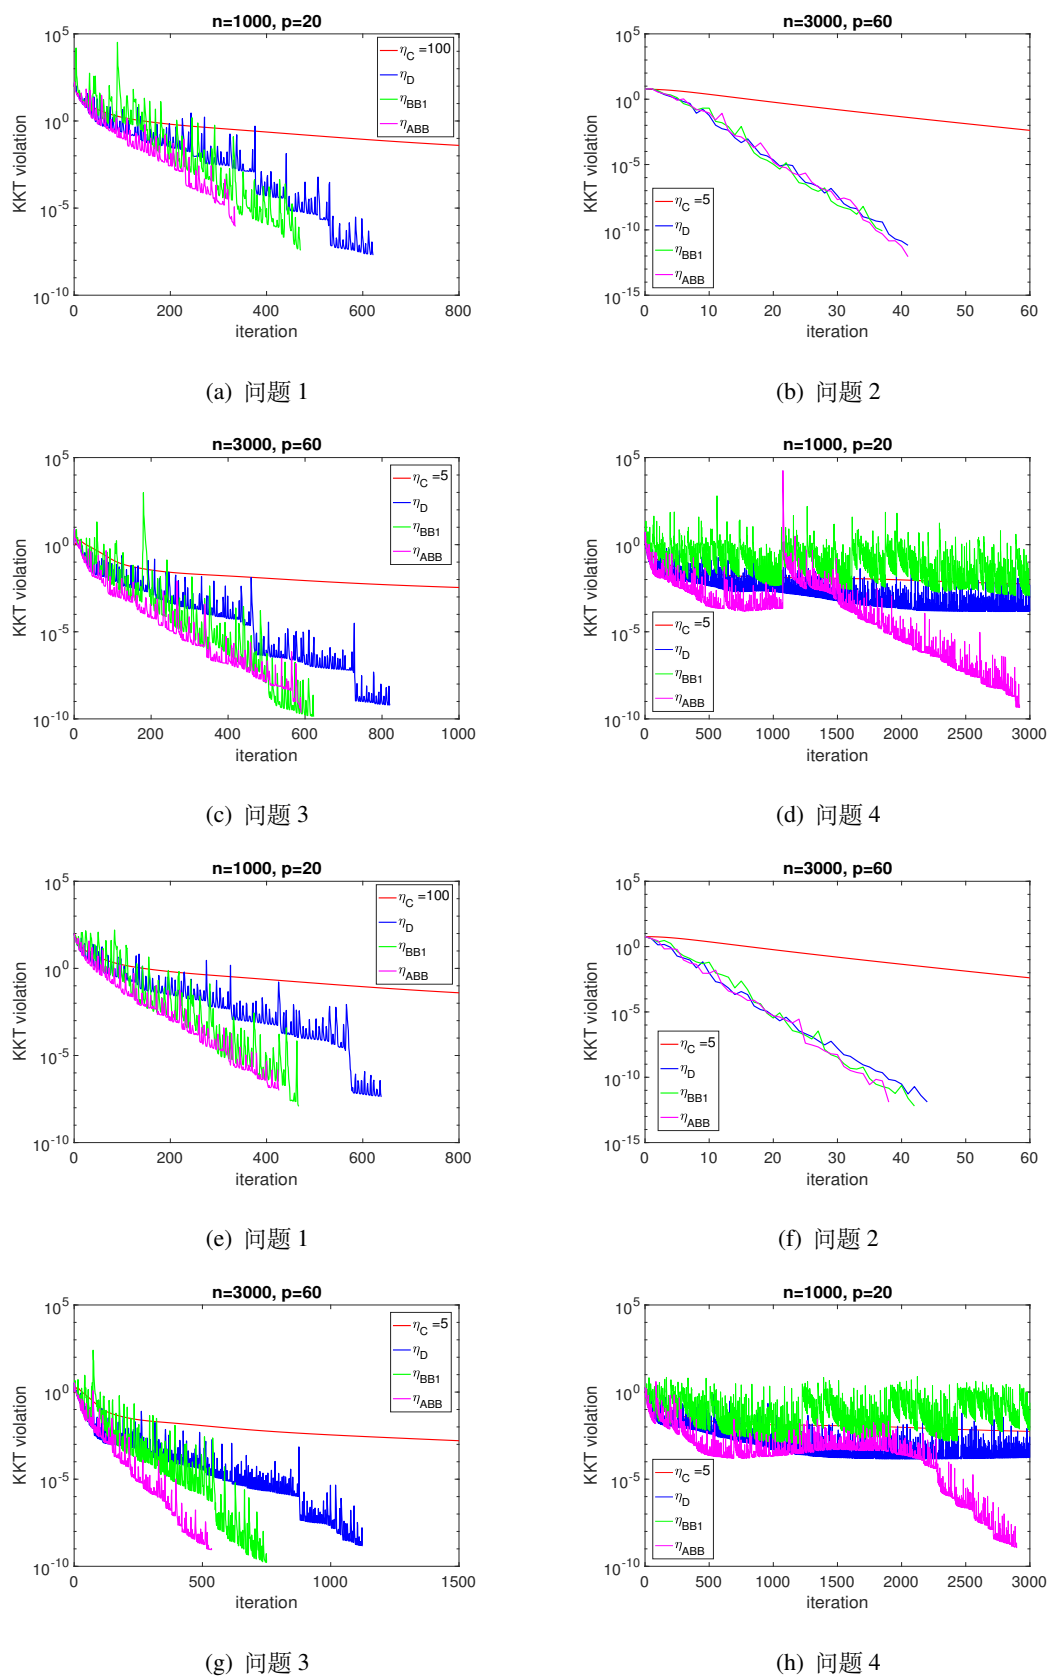 n=1000, p=20
KKT violation
10^5
10^0
10^-5
10^-10
η_C =100
η_D
η_BB1
η_ABB
0 200 400 600 800
iteration
(a) 问题 1
n=3000, p=60
KKT violation
10^5
10^0
10^-5
10^-10
10^-15
η_C =5
η_D
η_BB1
η_ABB
0 10 20 30 40 50 60
iteration
(b) 问题 2
n=3000, p=60
KKT violation
10^5
10^0
10^-5
10^-10
η_C =5
η_D
η_BB1
η_ABB
0 200 400 600 800 1000
iteration
(c) 问题 3
n=1000, p=20
KKT violation
10^5
10^0
10^-5
10^-10
η_C =5
η_D
η_BB1
η_ABB
0 500 1000 1500 2000 2500 3000
iteration
(d) 问题 4
n=1000, p=20
KKT violation
10^5
10^0
10^-5
10^-10
η_C =100
η_D
η_BB1
η_ABB
0 200 400 600 800
iteration
(e) 问题 1
n=3000, p=60
KKT violation
10^5
10^0
10^-5
10^-10
10^-15
η_C =5
η_D
η_BB1
η_ABB
0 10 20 30 40 50 60
iteration
(f) 问题 2
n=3000, p=60
KKT violation
10^5
10^0
10^-5
10^-10
η_C =5
η_D
η_BB1
η_ABB
0 500 1000 1500
iteration
(g) 问题 3
n=1000, p=20
KKT violation
10^5
10^0
10^-5
10^-10
η_C =5
η_D
η_BB1
η_ABB
0 500 1000 1500 2000 2500 3000
iteration
(h) 问题 4